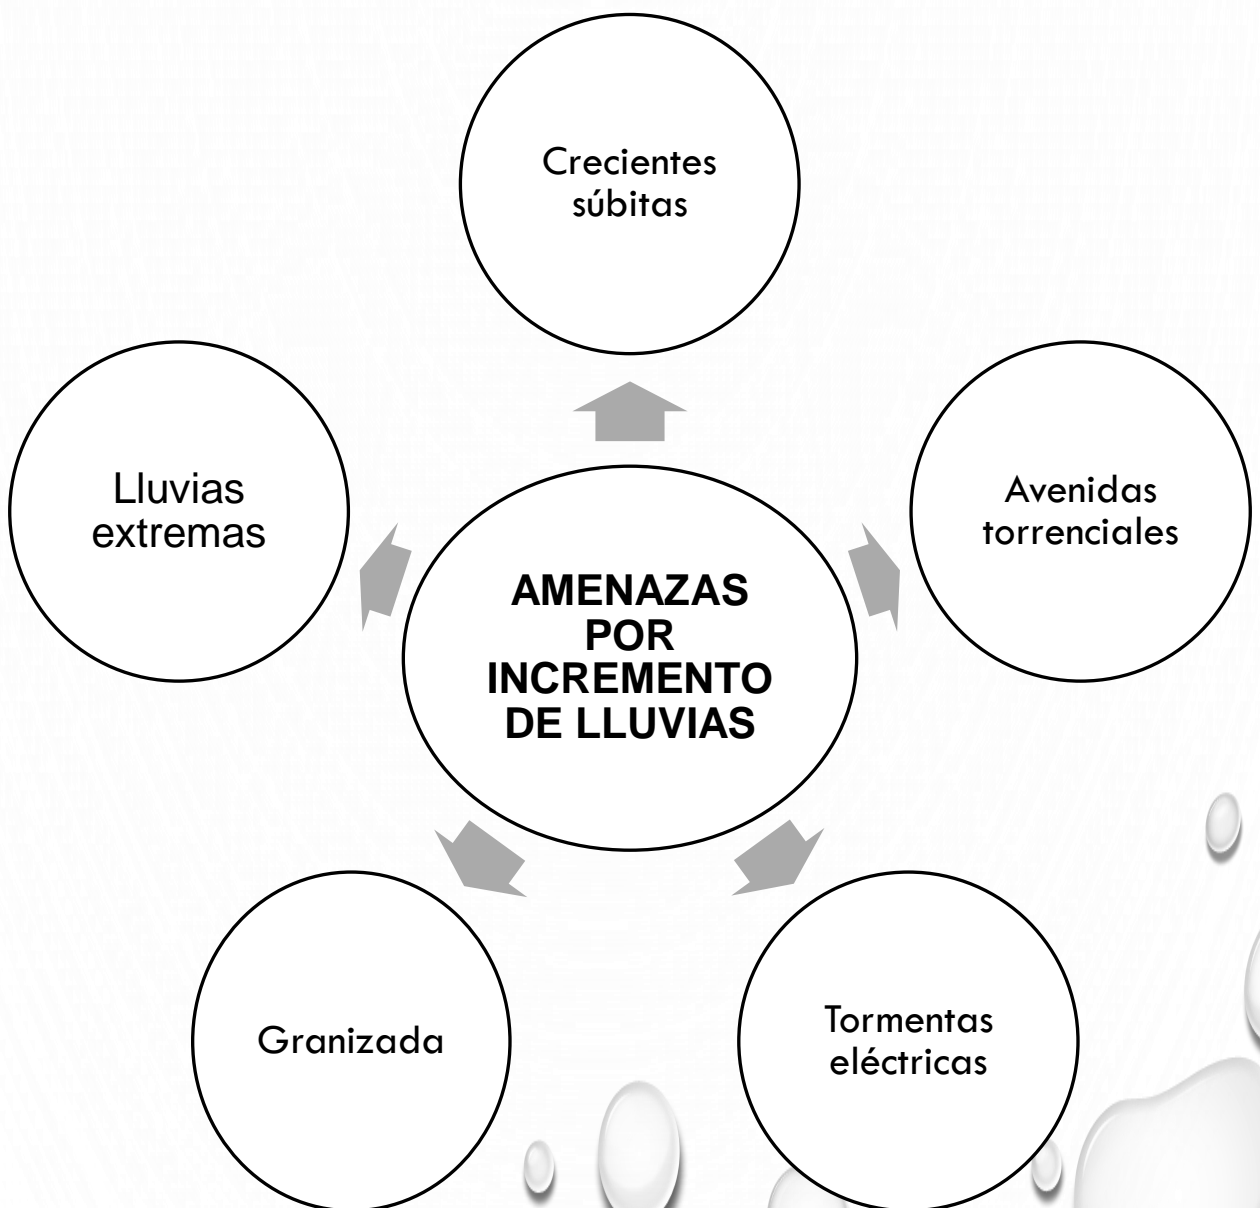 Crecientes
súbitas
Lluvias
extremas
Avenidas
torrenciales
AMENAZAS
POR
INCREMENTO
DE LLUVIAS
Granizada
Tormentas
eléctricas